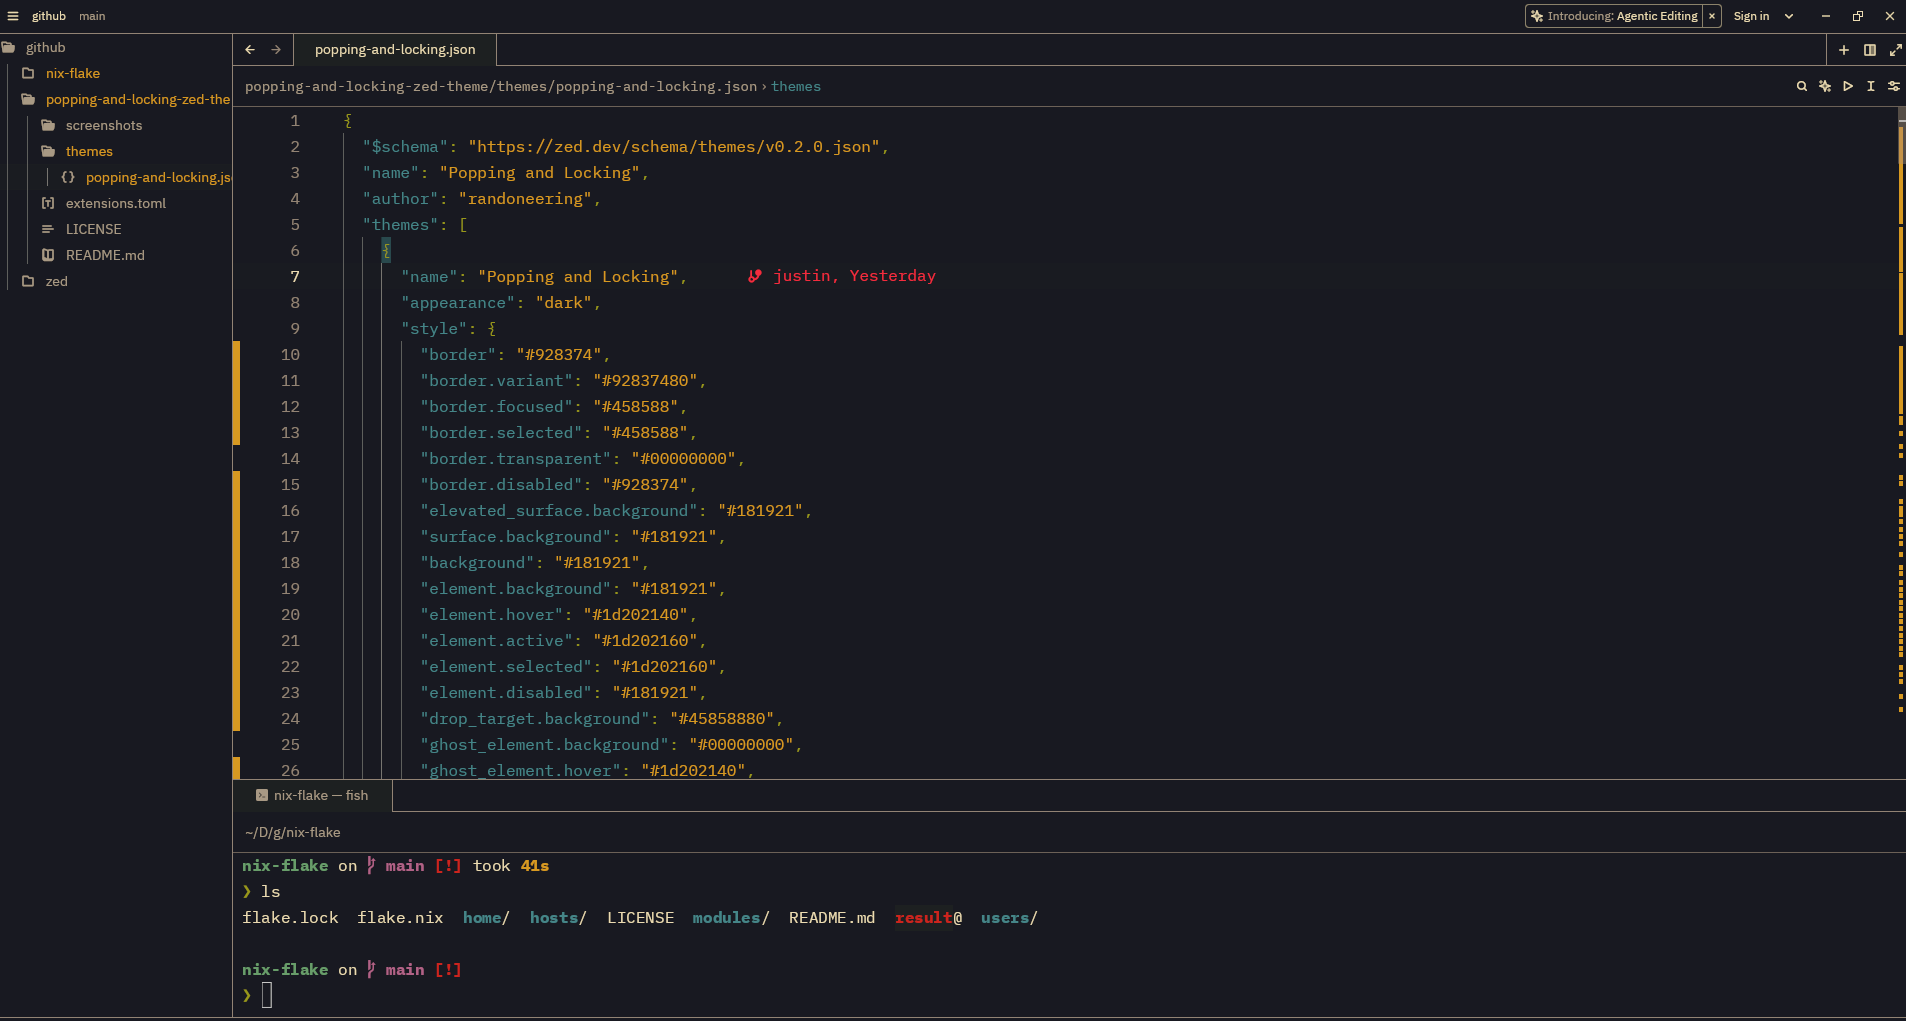 github main
Introducing: Agentic Editing × Sign in
github
nix-flake
popping-and-locking-zed-the
screenshots
themes
{} popping-and-locking.js
extensions.toml
LICENSE
README.md
zed
popping-and-locking.json
popping-and-locking-zed-theme/themes/popping-and-locking.json › themes
1 {
2 "$schema": "https://zed.dev/schema/themes/v0.2.0.json",
3 "name": "Popping and Locking",
4 "author": "randoneering",
5 "themes": [
6 {
7 "name": "Popping and Locking", justin, Yesterday
8 "appearance": "dark",
9 "style": {
10 "border": "#928374",
11 "border.variant": "#92837480",
12 "border.focused": "#458588",
13 "border.selected": "#458588",
14 "border.transparent": "#00000000",
15 "border.disabled": "#928374",
16 "elevated_surface.background": "#181921",
17 "surface.background": "#181921",
18 "background": "#181921",
19 "element.background": "#181921",
20 "element.hover": "#1d202140",
21 "element.active": "#1d202160",
22 "element.selected": "#1d202160",
23 "element.disabled": "#181921",
24 "drop_target.background": "#45858880",
25 "ghost_element.background": "#00000000",
26 "ghost_element.hover": "#1d202140",
nix-flake — fish
~/D/g/nix-flake
nix-flake on main [!] took 41s
❯ ls
flake.lock flake.nix home/ hosts/ LICENSE modules/ README.md result@ users/
nix-flake on main [!]
❯